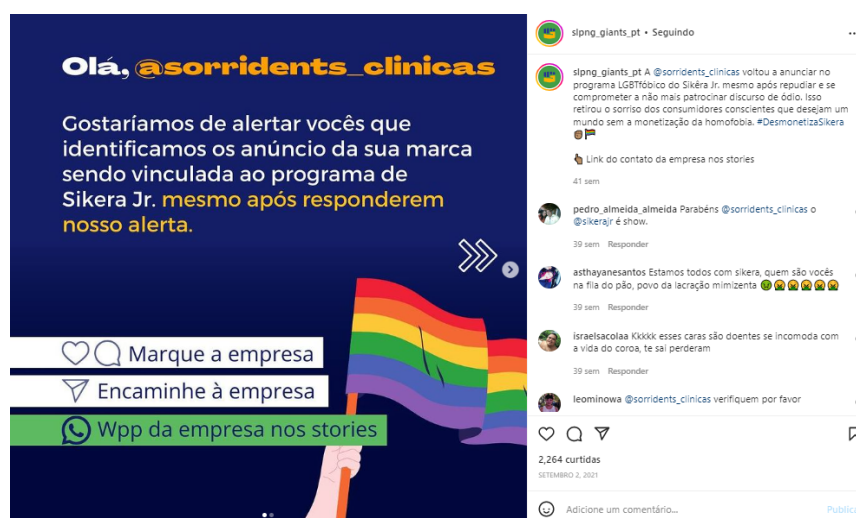 Olá, @sorridents_clinicas
Gostaríamos de alertar vocês que
identificamos os anúncio da sua marca
sendo vinculada ao programa de
Sikera Jr. mesmo após responderem
nosso alerta.
Marque a empresa
Encaminhe à empresa
Wpp da empresa nos stories
slpng_giants_pt • Seguindo
slpng_giants_pt A @sorridents_clinicas voltou a anunciar no
programa LGBTfóbico do Sikêra Jr. mesmo após repudiar e se
comprometer a não mais patrocinar discurso de ódio. Isso
retirou o sorriso dos consumidores conscientes que desejam um
mundo sem a monetização da homofobia. #DesmonetizaSikera
✊🏽🏳️‍🌈
👆🏽 Link do contato da empresa nos stories
41 sem
pedro_almeida_almeida Parabéns @sorridents_clinicas o
@sikerajr é show.
39 sem Responder
asthayanesantos Estamos todos com sikera, quem são vocês
na fila do pão, povo da lacração mimizenta 🤢🤮🤮🤮🤮🤮
39 sem Responder
israelsacolaa Kkkkk esses caras são doentes se incomoda com
a vida do coroa, te sai perderam
39 sem Responder
leominowa @sorridents_clinicas verifiquem por favor
2,264 curtidas
SETEMBRO 2, 2021
Adicione um comentário...